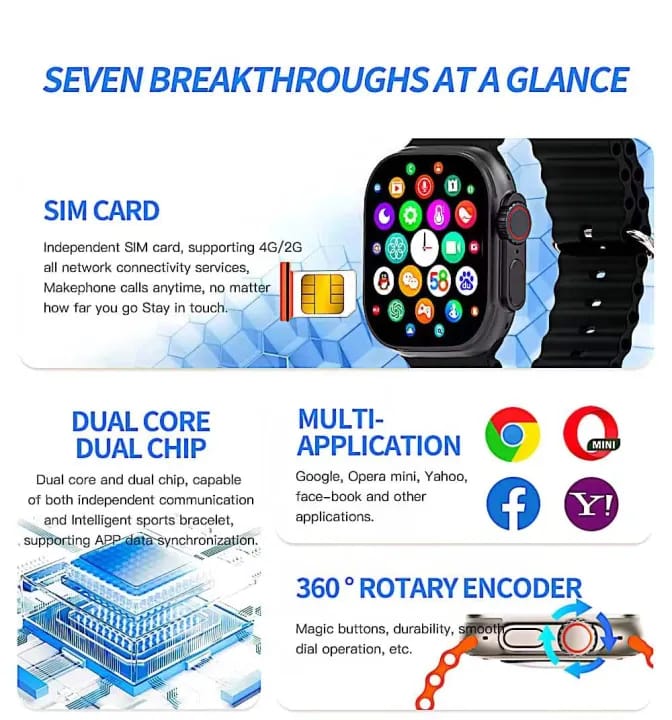 SEVEN BREAKTHROUGHS AT A GLANCE
SIM CARD
Independent SIM card, supporting 4G/2G
all network connectivity services,
Makephone calls anytime, no matter
how far you go Stay in touch.
58
Bai
du
DUAL CORE
DUAL CHIP
Dual core and dual chip, capable
of both independent communication
and Intelligent sports bracelet,
supporting APP data synchronization.
MULTI-
APPLICATION
Google, Opera mini, Yahoo,
face-book and other
applications.
MINI
f
Y!
360° ROTARY ENCODER
Magic buttons, durability, smooth
dial operation, etc.